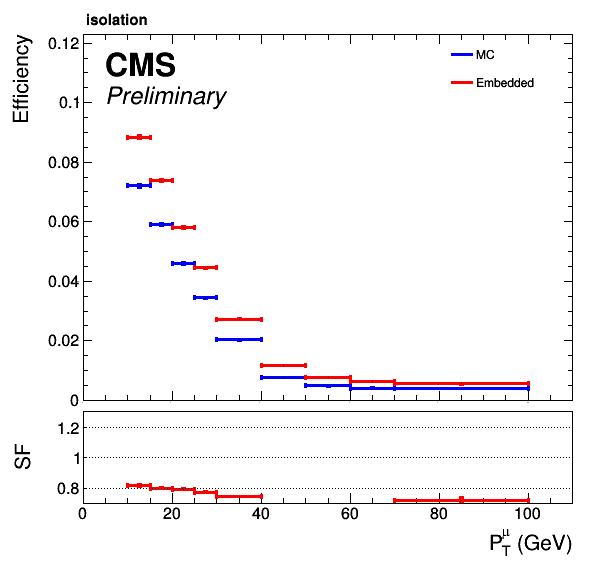 isolation
0.12
CMS
Preliminary
MC
Embedded
Efficiency
0.1
0.08
0.06
0.04
0.02
0
SF
1.2
1
0.8
0 20 40 60 80 100
P_T^μ (GeV)